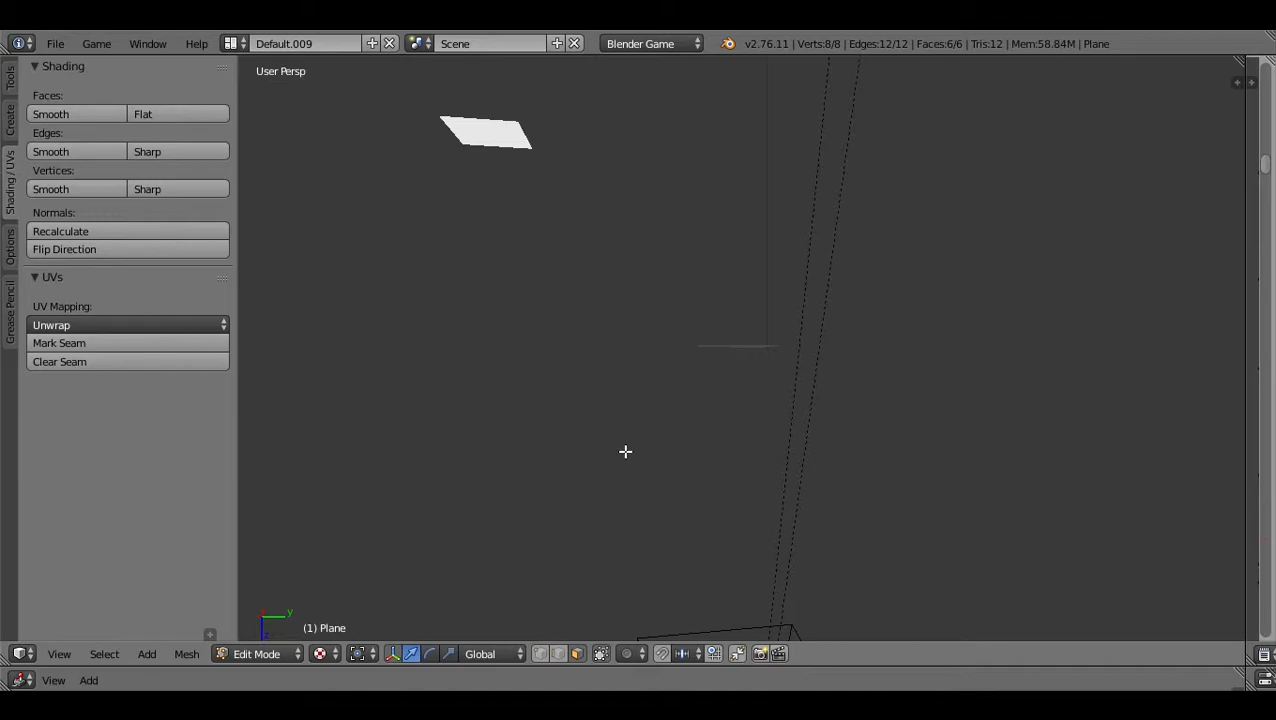 File Game Window Help Default.009 Scene Blender Game v2.76.11 | Verts:8/8 | Edges:12/12 | Faces:6/6 | Tris:12 | Mem:58.84M | Plane
Tools
Create
Shading / UVs
Options
Grease Pencil
Shading
Faces:
Smooth Flat
Edges:
Smooth Sharp
Vertices:
Smooth Sharp
Normals:
Recalculate
Flip Direction
UVs
UV Mapping:
Unwrap
Mark Seam
Clear Seam
User Persp
y
z
(1) Plane
View Select Add Mesh Edit Mode Global
View Add